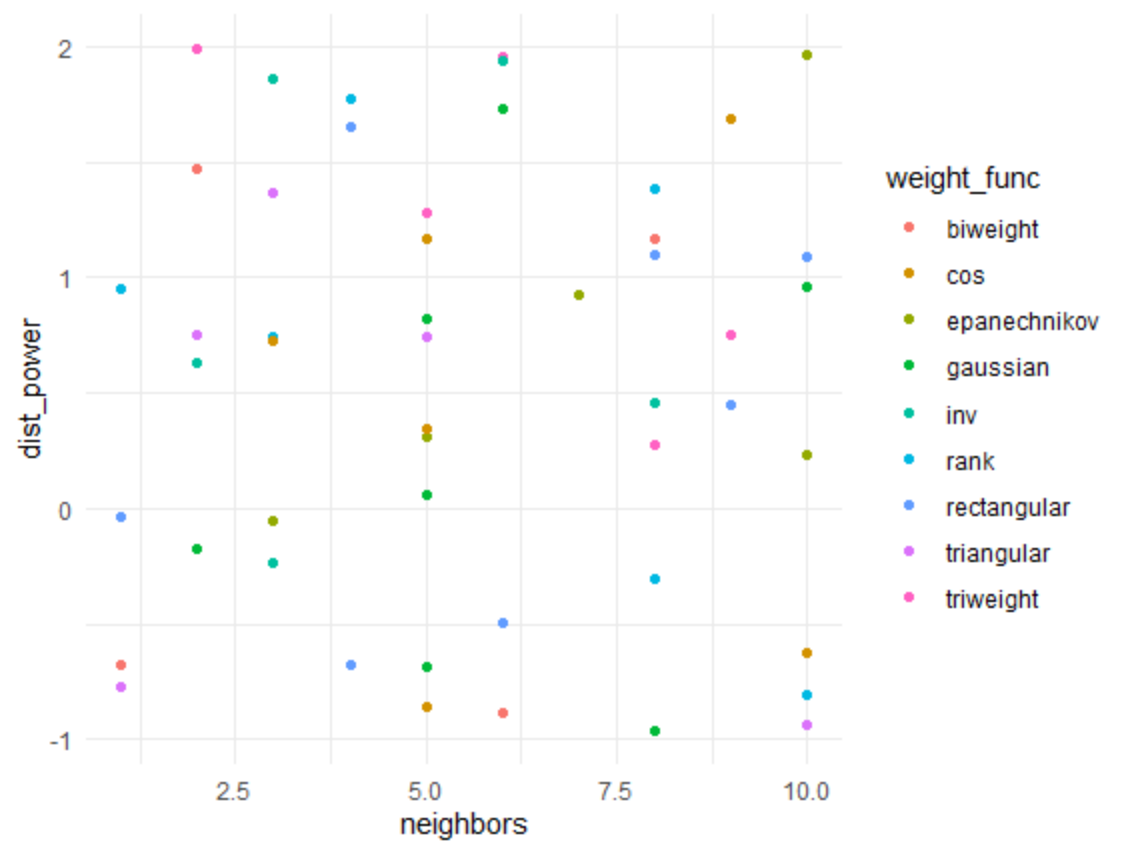 2
1
0
-1
dist_power
2.5 5.0 7.5 10.0
neighbors
weight_func
biweight
cos
epanechnikov
gaussian
inv
rank
rectangular
triangular
triweight